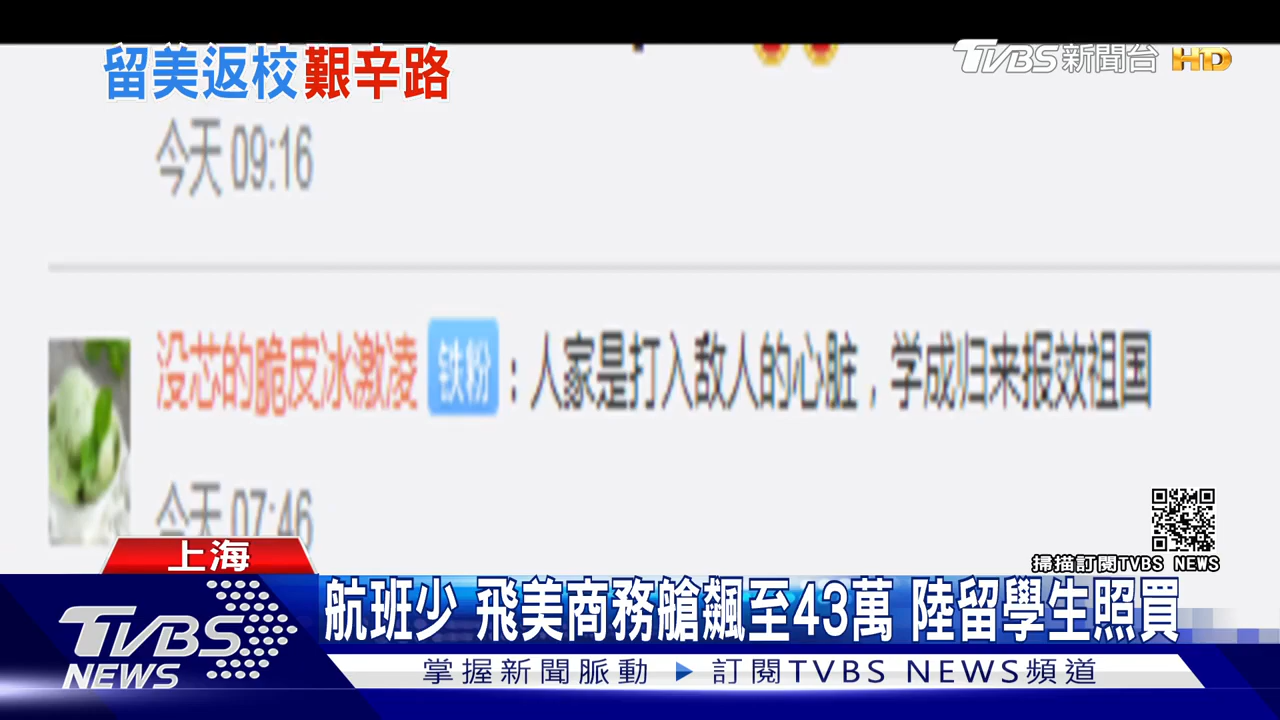 留美返校艱辛路
TVBS新聞台 HD
今天 09:16
没芯的脆皮冰激凌 铁粉 ：人家是打入敌人的心脏，学成归来报效祖国
今天 07:46
掃描訂閱TVBS NEWS
上海
航班少 飛美商務艙飆至43萬 陸留學生照買
TVBS NEWS
掌握新聞脈動 ▶ 訂閱TVBS NEWS頻道